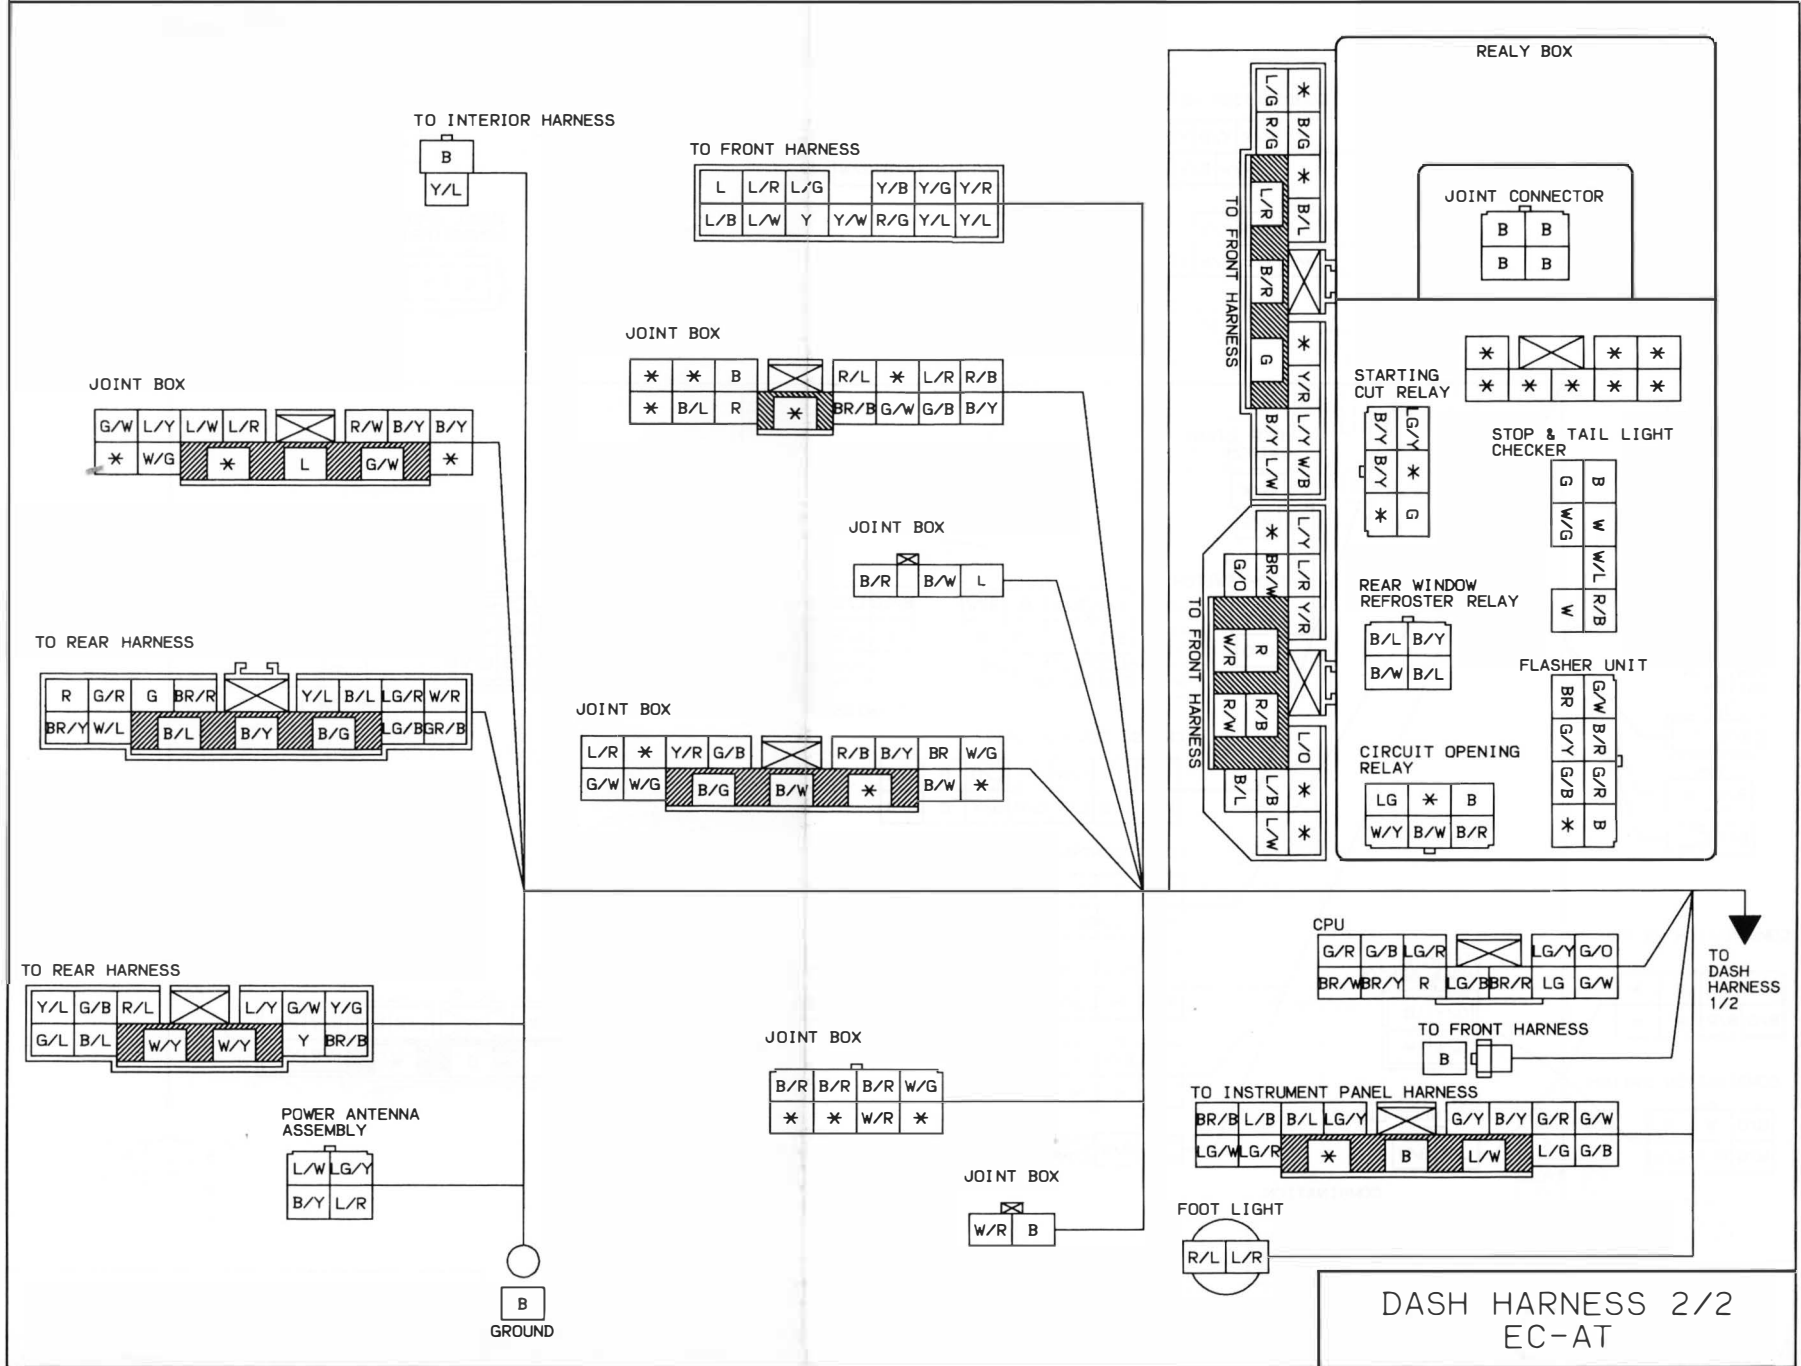 REALY BOX
JOINT CONNECTOR
B B
B B
* * *
* * * * *
STARTING
CUT RELAY
B/Y LG/Y
B/Y *
* G
STOP & TAIL LIGHT
CHECKER
G B
W/G W
W/L
W R/B
REAR WINDOW
REFROSTER RELAY
B/L B/Y
B/W B/L
FLASHER UNIT
BR G/W
G/Y B/R
G/B G/R
* B
CIRCUIT OPENING
RELAY
LG * B
W/Y B/W B/R
TO FRONT HARNESS
L/G *
R/G B/G
*
L/R B/L
B/R
G *
Y/R
B/Y L/Y
L/W W/B
TO FRONT HARNESS
* L/Y
G/O BR/W L/R
Y/R
W/R R
R/W R/B
L/O
B/L L/B *
L/W *
TO INTERIOR HARNESS
B
Y/L
TO FRONT HARNESS
L L/R L/G Y/B Y/G Y/R
L/B L/W Y Y/W R/G Y/L Y/L
JOINT BOX
* * B R/L * L/R R/B
* B/L R * BR/B G/W G/B B/Y
JOINT BOX
G/W L/Y L/W L/R R/W B/Y B/Y
* W/G * L G/W *
JOINT BOX
B/R B/W L
TO REAR HARNESS
R G/R G BR/R Y/L B/L LG/R W/R
BR/Y W/L B/L B/Y B/G LG/B GR/B
JOINT BOX
L/R * Y/R G/B R/B B/Y BR W/G
G/W W/G B/G B/W * B/W *
CPU
G/R G/B LG/R LG/Y G/O
BR/W BR/Y R LG/B BR/R LG G/W
TO
DASH
HARNESS
1/2
TO REAR HARNESS
Y/L G/B R/L L/Y G/W Y/G
G/L B/L W/Y W/Y Y BR/B
TO FRONT HARNESS
B
JOINT BOX
B/R B/R B/R W/G
* * W/R *
TO INSTRUMENT PANEL HARNESS
BR/B L/B B/L LG/Y G/Y B/Y G/R G/W
LG/W LG/R * B L/W L/G G/B
POWER ANTENNA
ASSEMBLY
L/W LG/Y
B/Y L/R
JOINT BOX
W/R B
FOOT LIGHT
R/L L/R
B
GROUND
DASH HARNESS 2/2
EC-AT